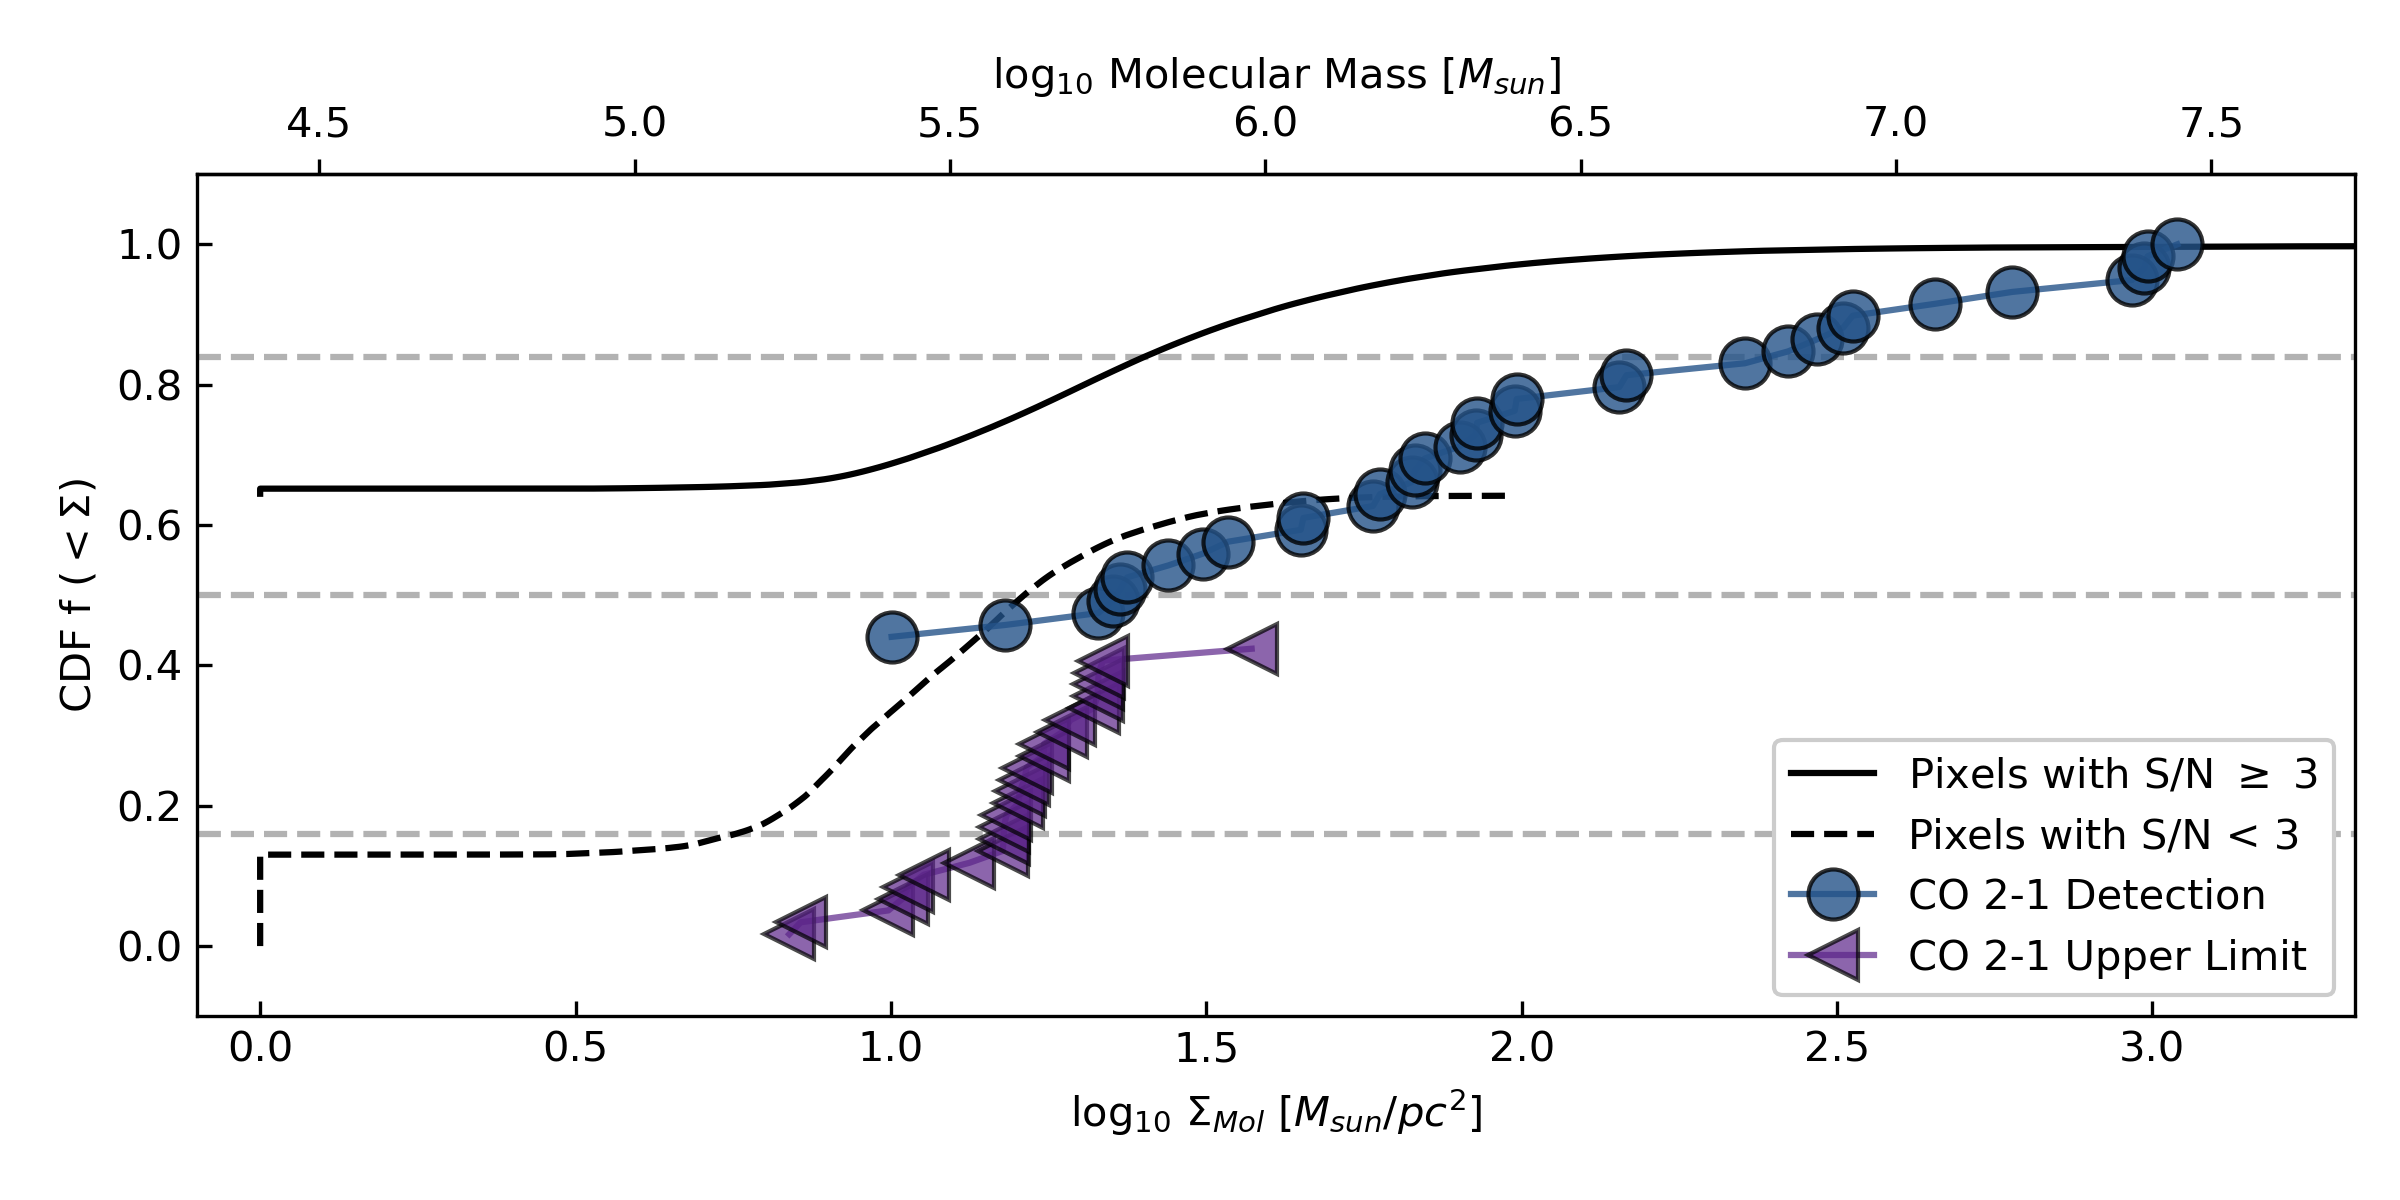 log₁₀ Molecular Mass [M_sun]
4.5 5.0 5.5 6.0 6.5 7.0 7.5
CDF f ( < Σ)
1.0
0.8
0.6
0.4
0.2
0.0
Pixels with S/N ≥ 3
Pixels with S/N < 3
CO 2-1 Detection
CO 2-1 Upper Limit
0.0 0.5 1.0 1.5 2.0 2.5 3.0
log₁₀ Σ_Mol [M_sun/pc²]